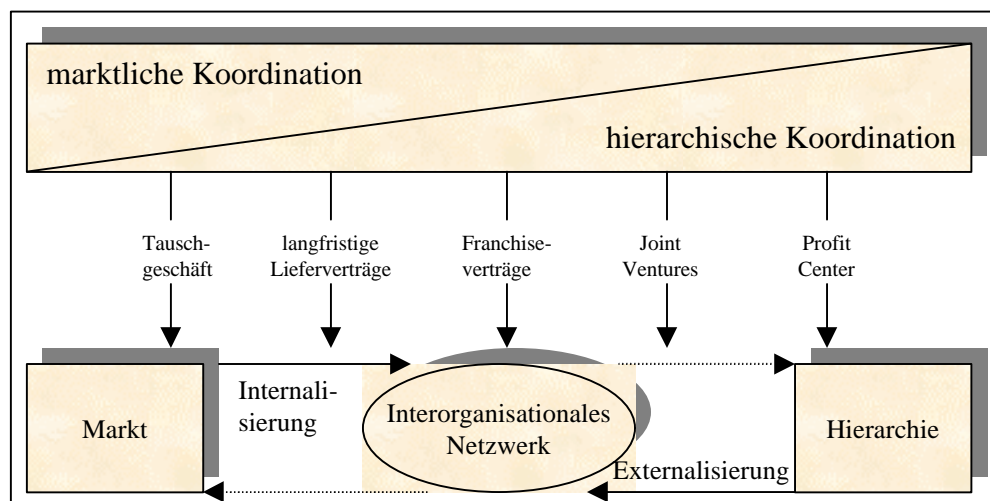 marktliche Koordination
hierarchische Koordination
Tausch-
geschäft
langfristige
Lieferverträge
Franchise-
verträge
Joint
Ventures
Profit
Center
Markt
Internali-
sierung
Interorganisationales
Netzwerk
Externalisierung
Hierarchie